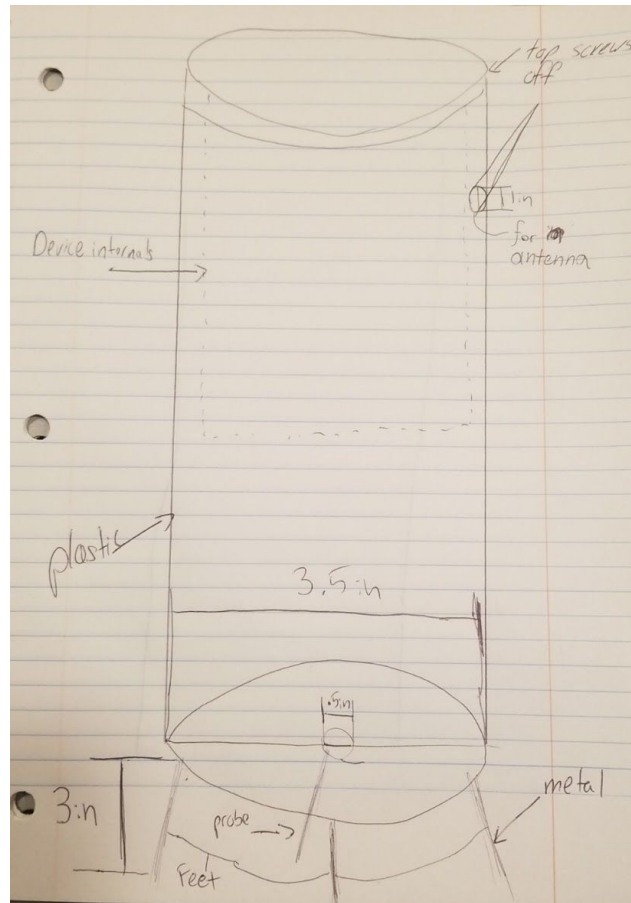 top screws
off
1in
for
antenna
Device internals
plastic
3.5in
.5in
3in
probe
metal
Feet